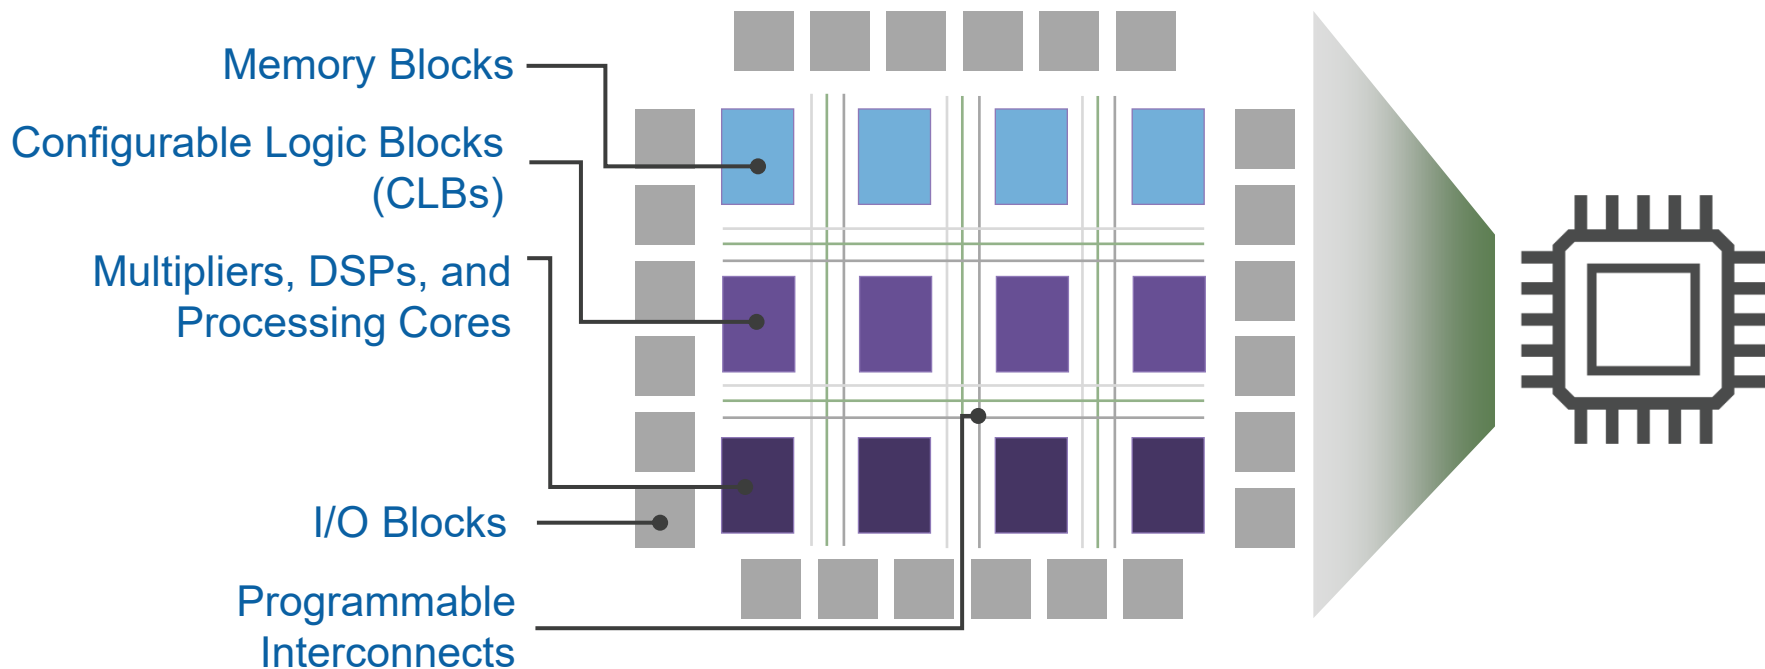 Memory Blocks
Configurable Logic Blocks
(CLBs)
Multipliers, DSPs, and
Processing Cores
I/O Blocks
Programmable
Interconnects